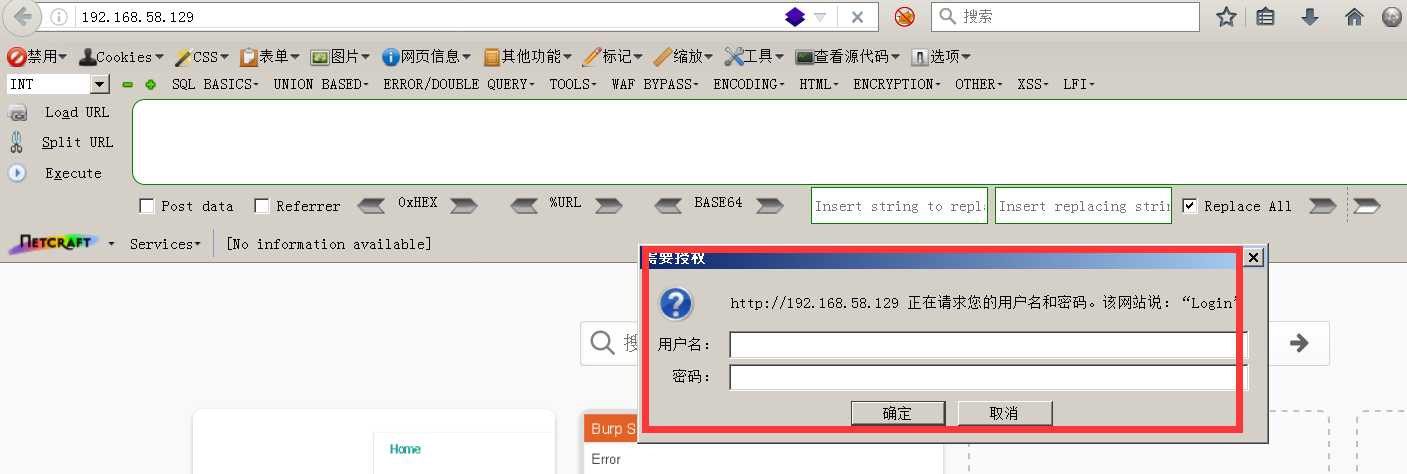 192.168.58.129
搜索
禁用 Cookies CSS 表单 图片 网页信息 其他功能 标记 缩放 工具 查看源代码 选项
INT SQL BASICS UNION BASED ERROR/DOUBLE QUERY TOOLS WAF BYPASS ENCODING HTML ENCRYPTION OTHER XSS LFI
Load URL
Split URL
Execute
Post data Referrer 0xHEX %URL BASE64 Insert string to repla Insert replacing strin Replace All
NETCRAFT Services [No information available]
需要授权
http://192.168.58.129 正在请求您的用户名和密码。该网站说：“Login”
用户名：
密码：
确定 取消
搜
Home
Burp S
Error